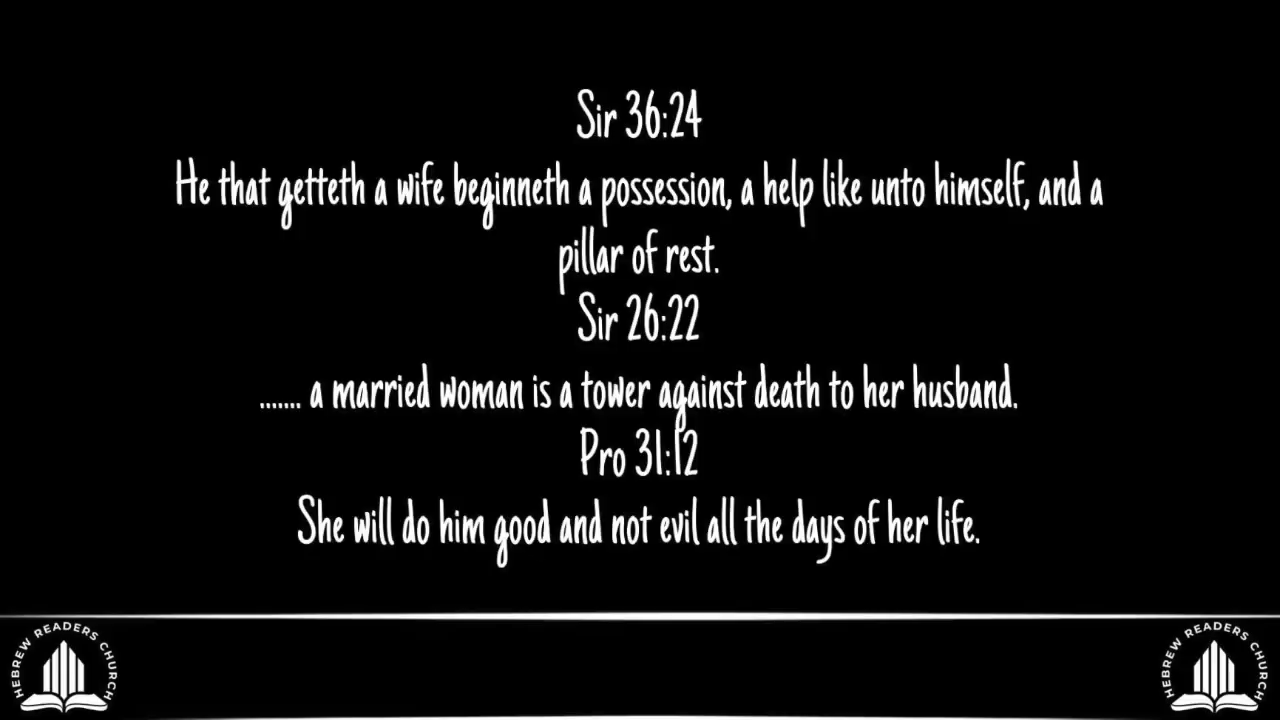 Sir 36:24
He that getteth a wife beginneth a possession, a help like unto himself, and a
pillar of rest.
Sir 26:22
....... a married woman is a tower against death to her husband.
Pro 31:12
She will do him good and not evil all the days of her life.
HEBREW READERS CHURCH
HEBREW READERS CHURCH